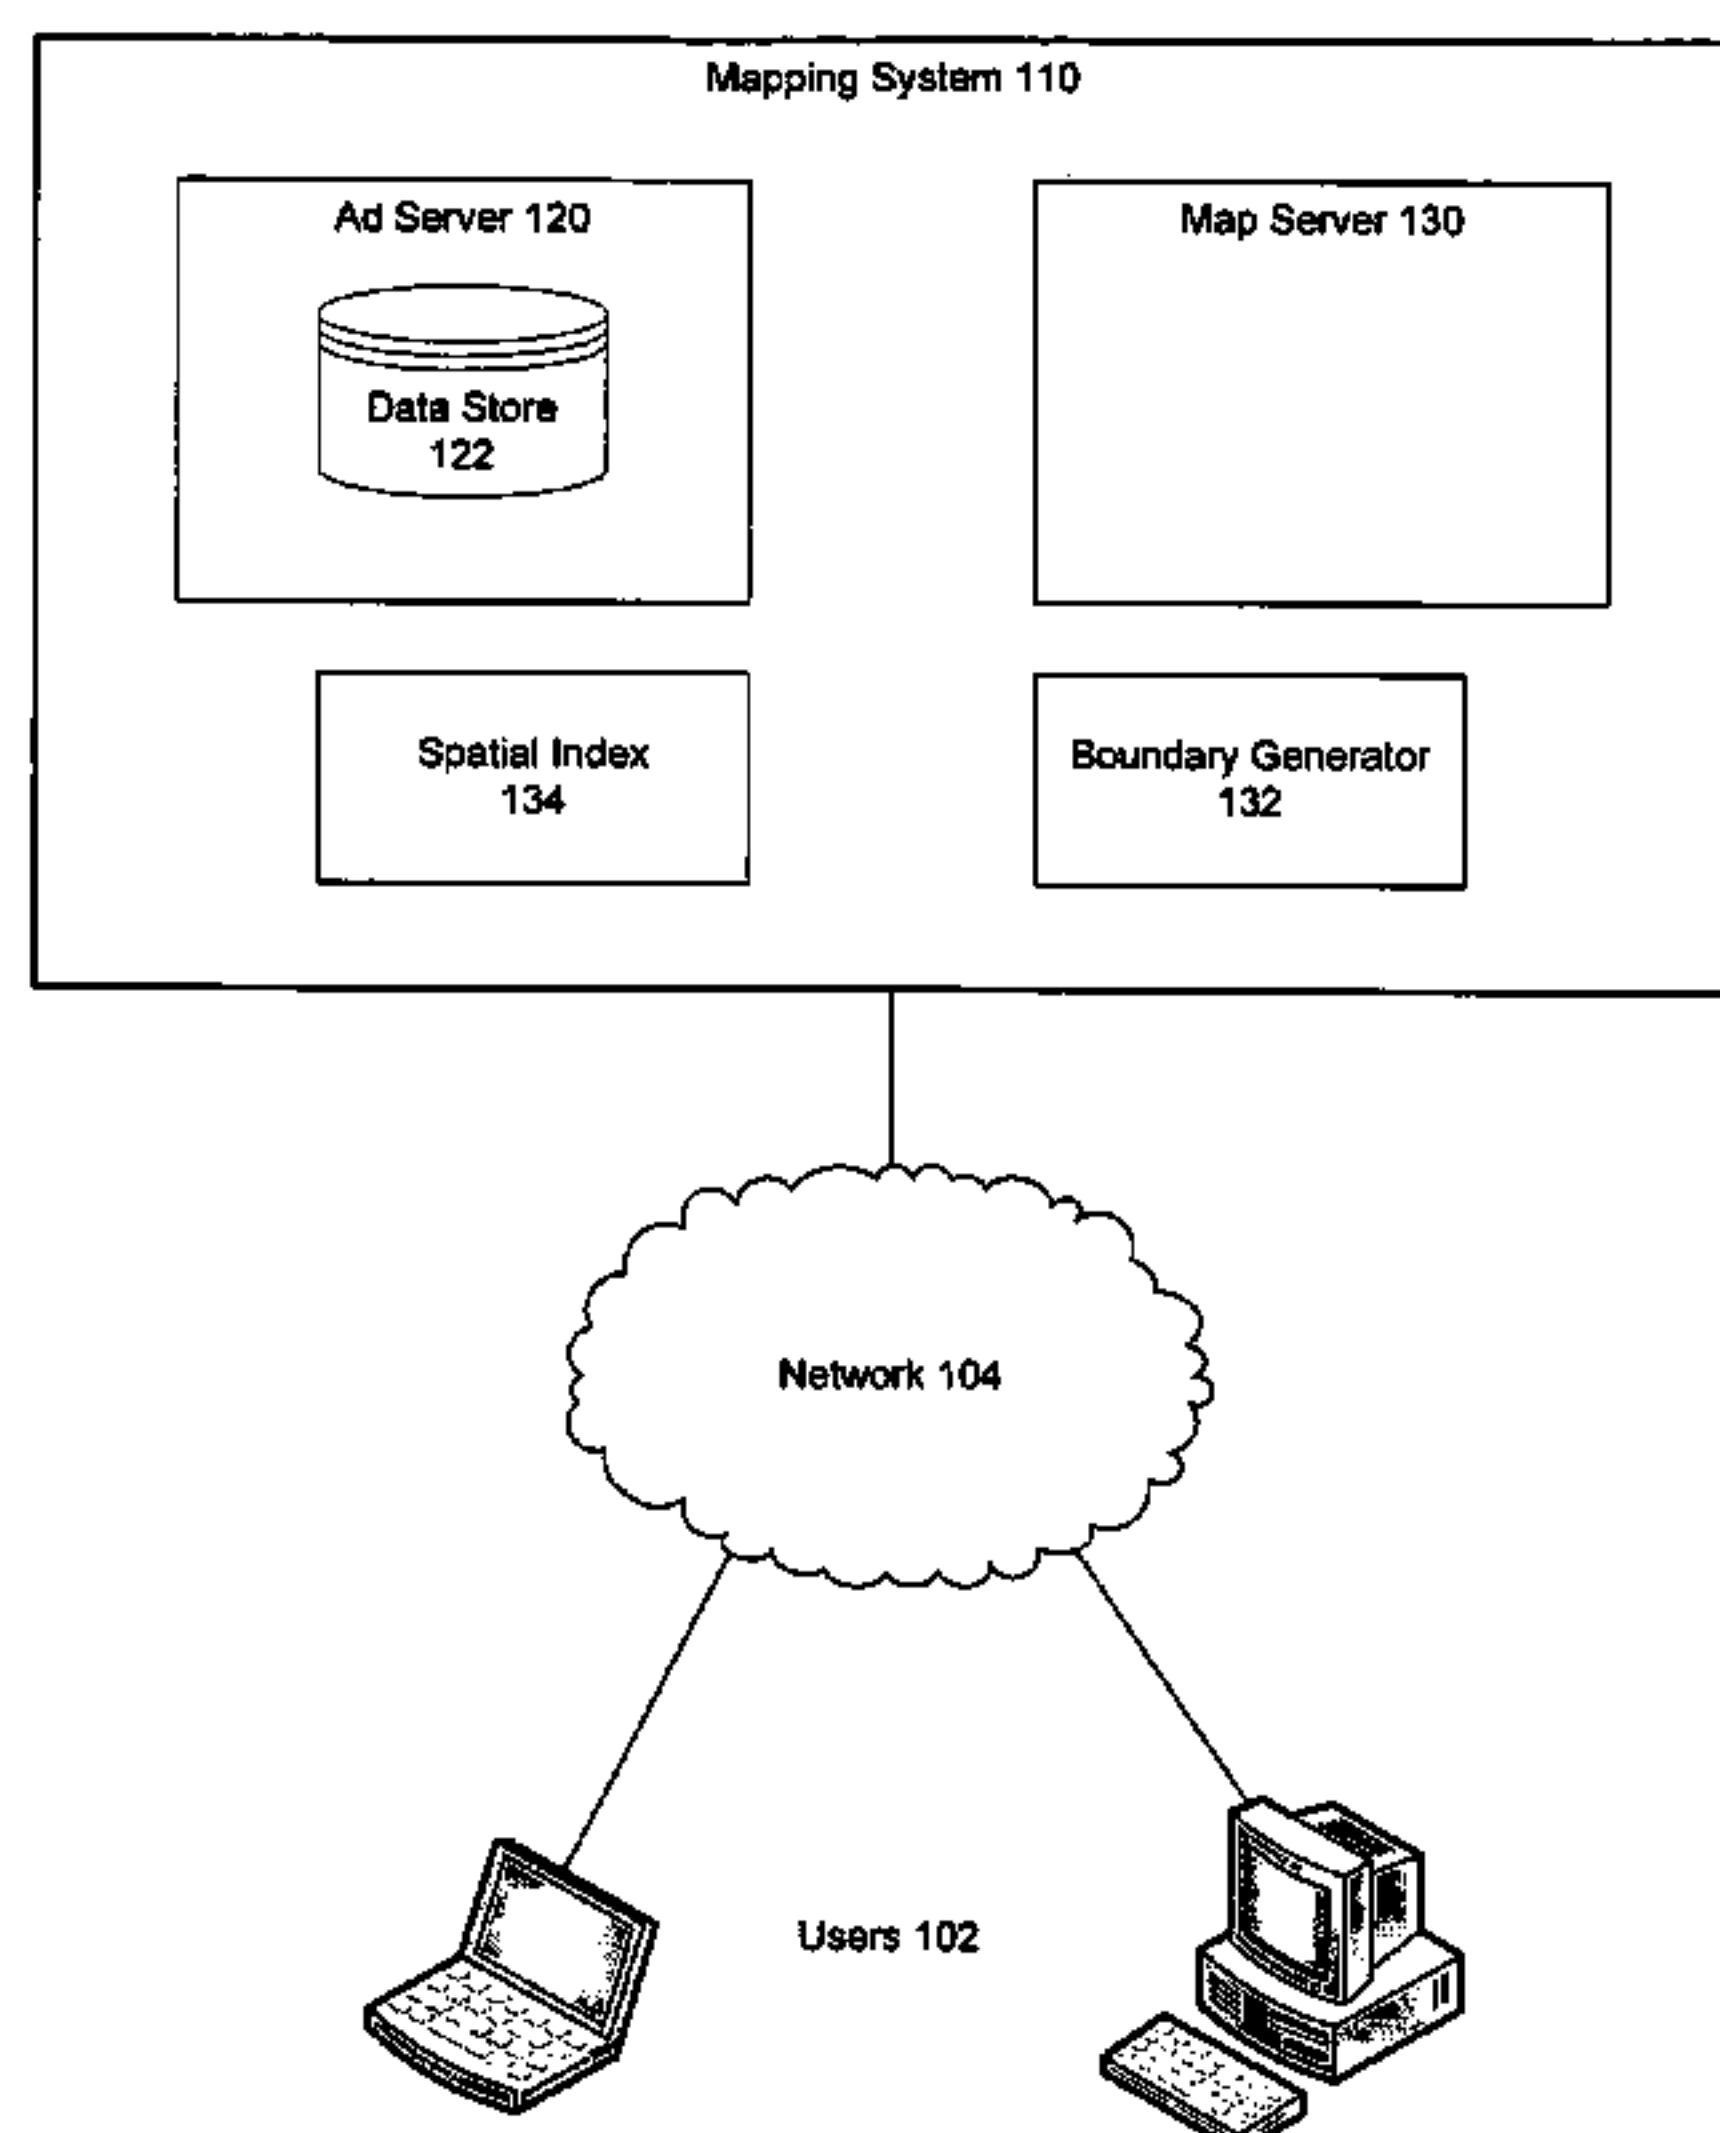 Mapping System 110
Ad Server 120
Map Server 130
Data Store
122
Spatial Index
134
Boundary Generator
132
Network 104
Users 102